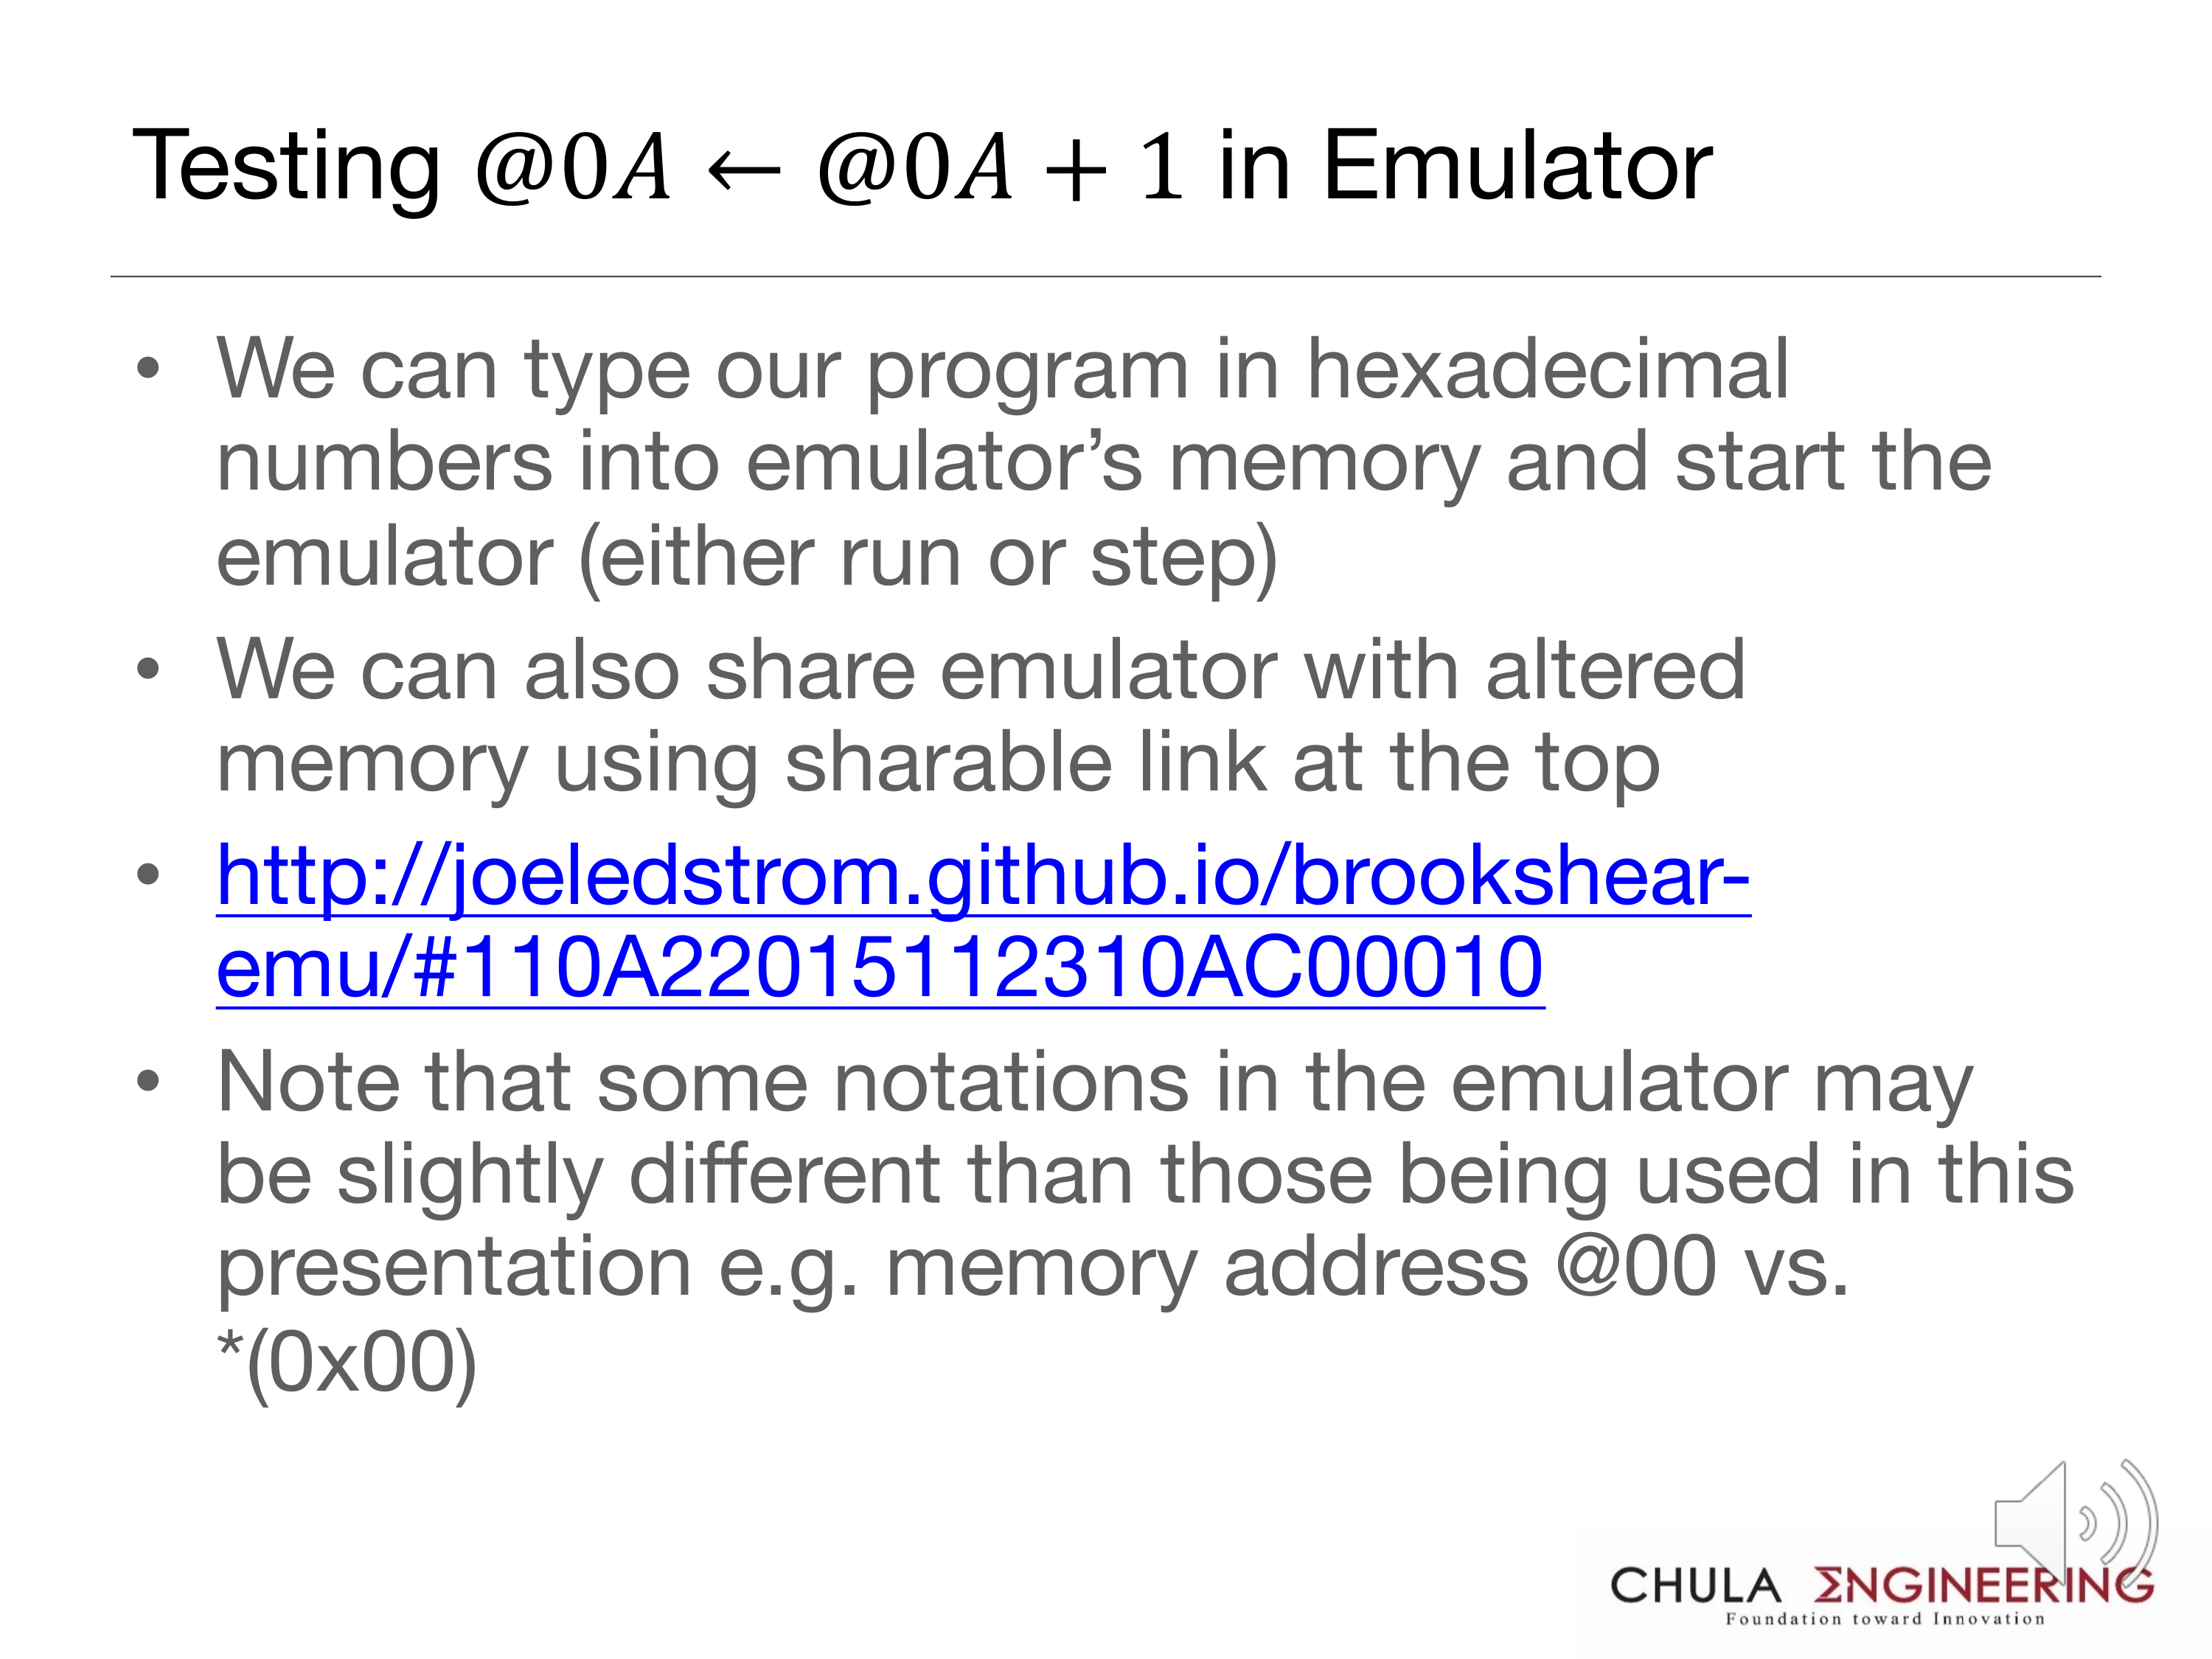 Testing @0A ← @0A + 1 in Emulator
• We can type our program in hexadecimal
numbers into emulator’s memory and start the
emulator (either run or step)
• We can also share emulator with altered
memory using sharable link at the top
• http://joeledstrom.github.io/brookshear-
emu/#110A22015112310AC00010
• Note that some notations in the emulator may
be slightly different than those being used in this
presentation e.g. memory address @00 vs.
*(0x00)
CHULA ΣNGINEERING
Foundation toward Innovation